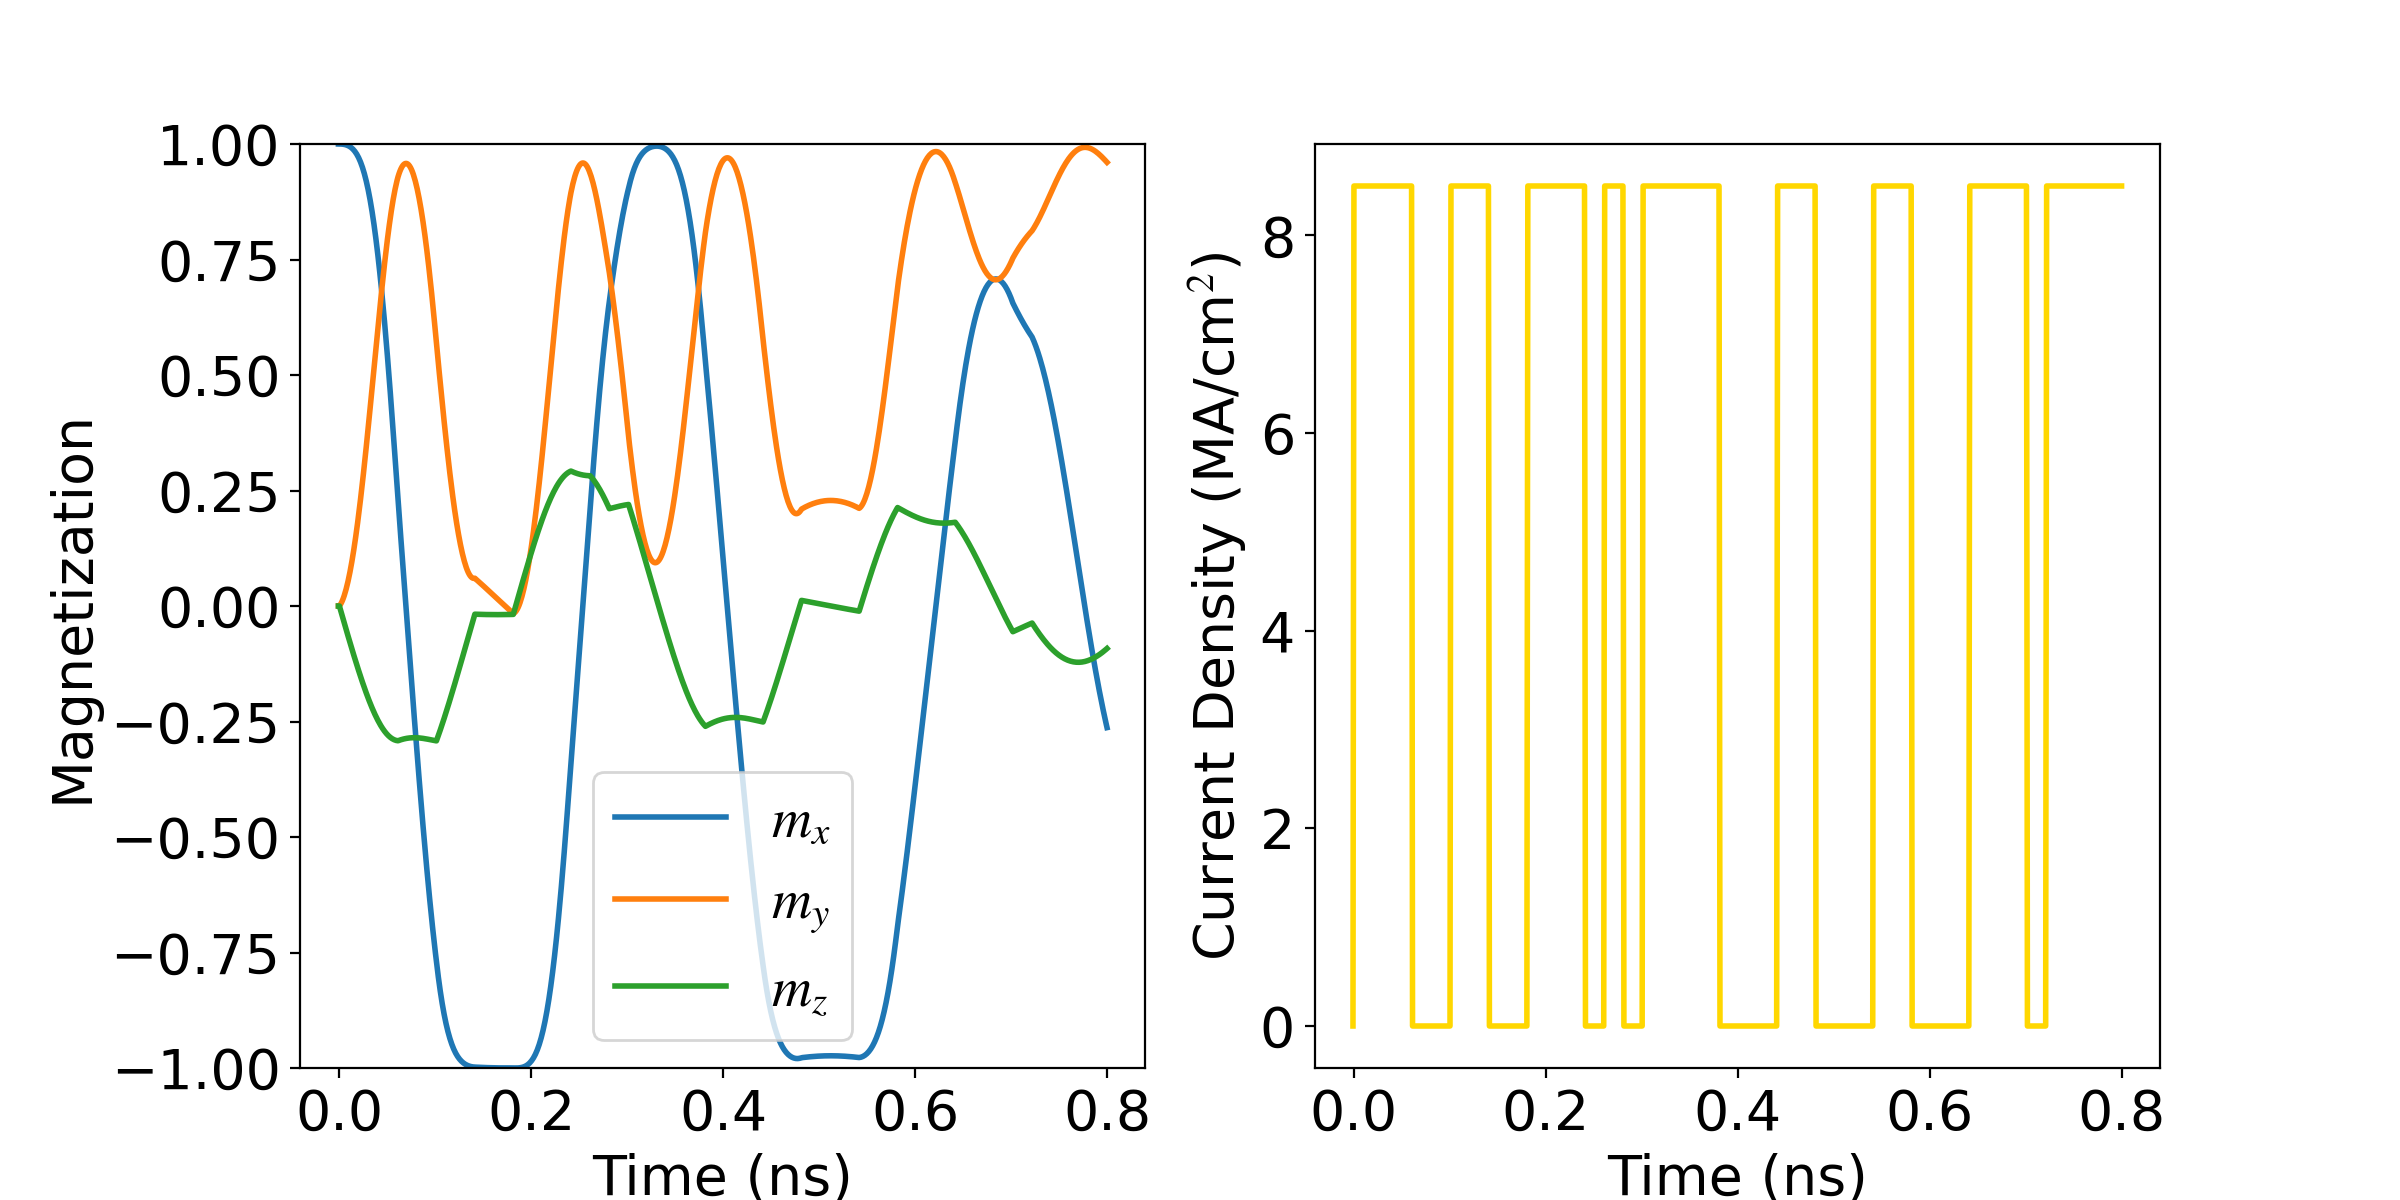 Magnetization
1.00
0.75
0.50
0.25
0.00
−0.25
−0.50
−0.75
−1.00
0.0 0.2 0.4 0.6 0.8
Time (ns)
mₓ
m_y
m_z
Current Density (MA/cm²)
8
6
4
2
0
0.0 0.2 0.4 0.6 0.8
Time (ns)